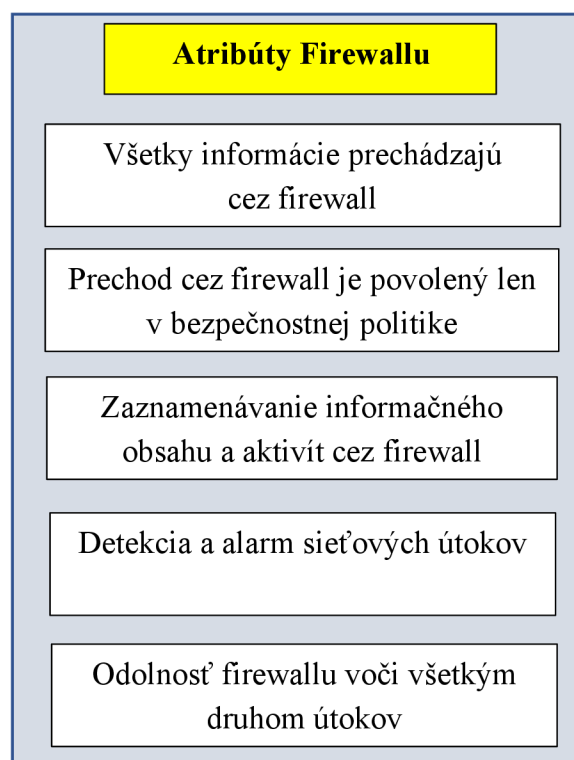 Atribúty Firewallu
Všetky informácie prechádzajú
cez firewall
Prechod cez firewall je povolený len
v bezpečnostnej politike
Zaznamenávanie informačného
obsahu a aktivít cez firewall
Detekcia a alarm sieťových útokov
Odolnosť firewallu voči všetkým
druhom útokov